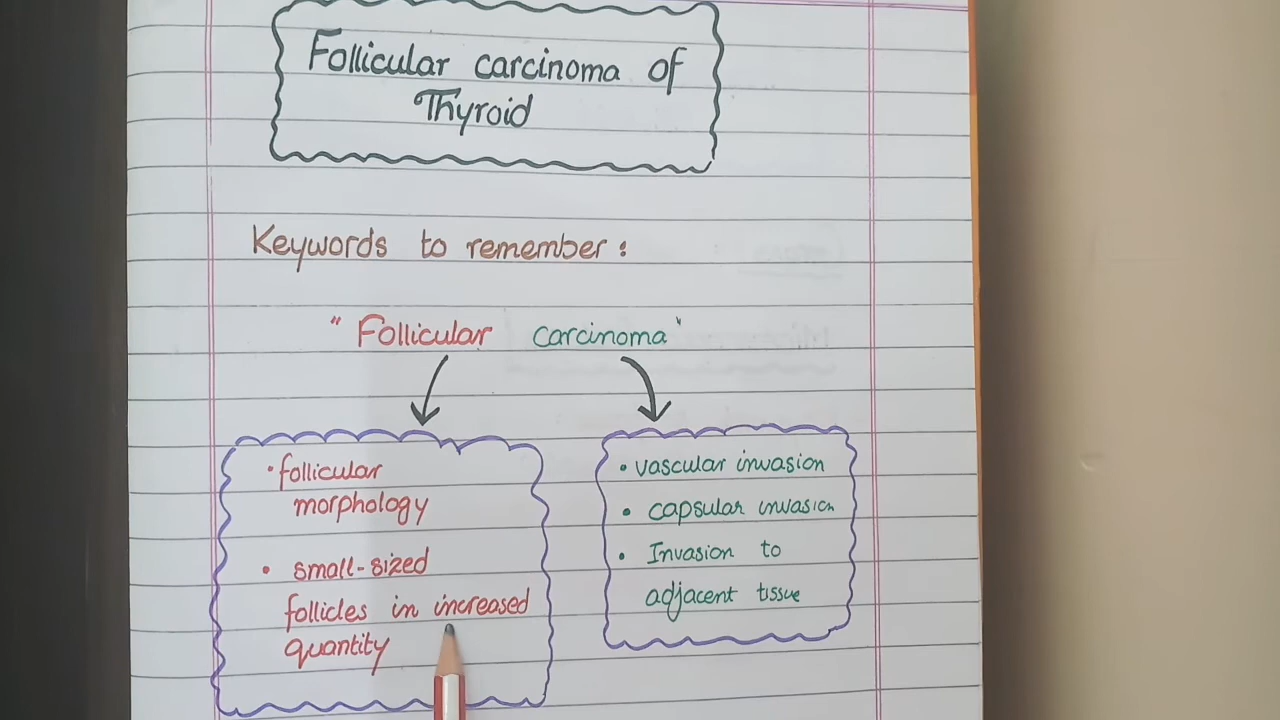 Follicular carcinoma of
Thyroid
Keywords to remember :
" Follicular carcinoma "
• follicular
morphology
• small-sized
follicles in increased
quantity
• vascular invasion
• capsular invasion
• Invasion to
adjacent tissue